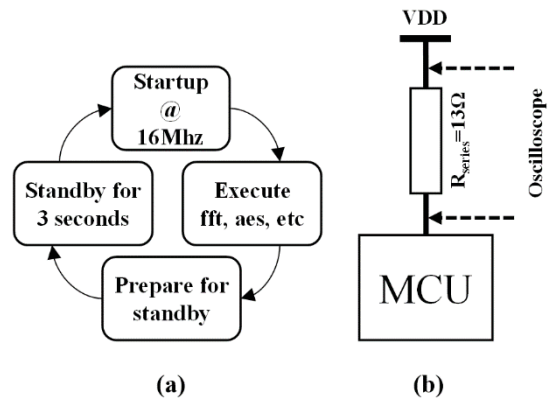 Startup
@
16Mhz
Standby for
3 seconds
Execute
fft, aes, etc
Prepare for
standby
(a)
VDD
Rseries=13Ω
Oscilloscope
MCU
(b)